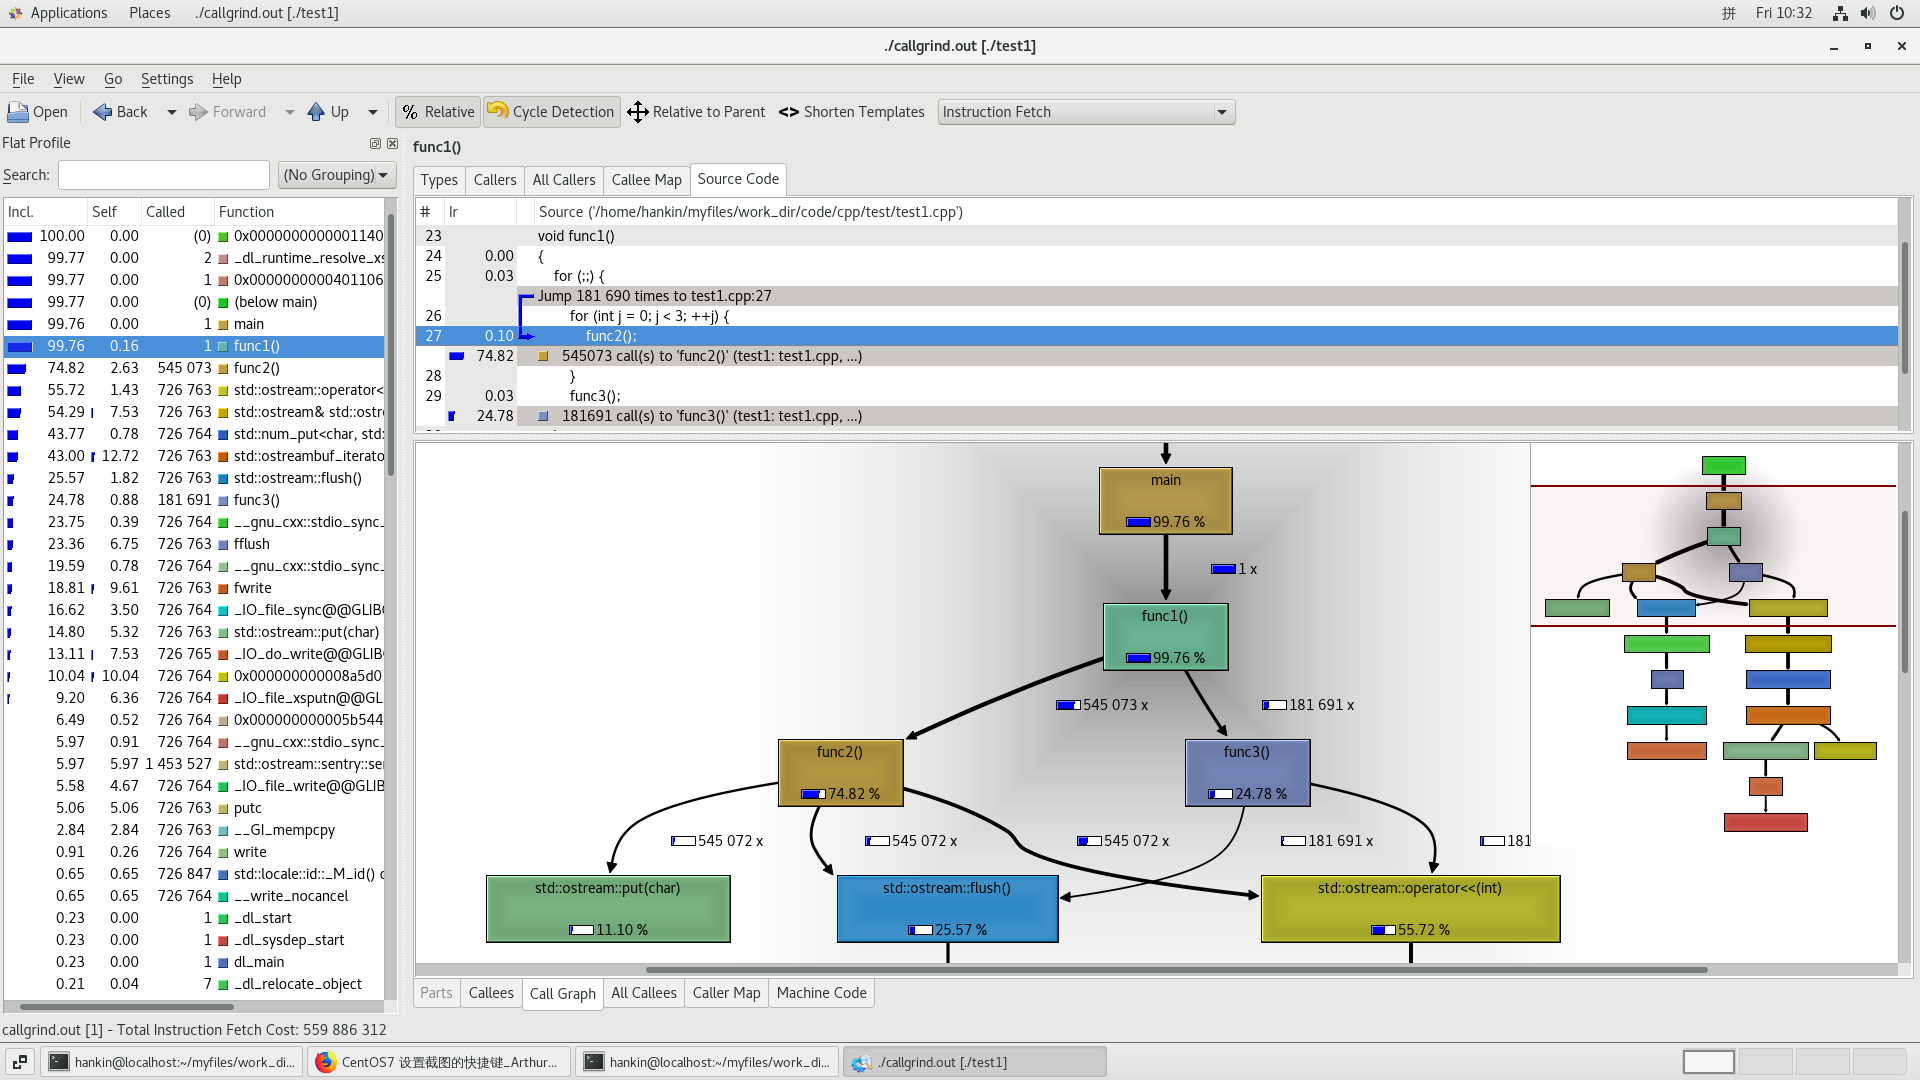 Applications Places ./callgrind.out [./test1] 拼 Fri 10:32
./callgrind.out [./test1]
File View Go Settings Help
Open Back Forward Up % Relative Cycle Detection Relative to Parent <> Shorten Templates Instruction Fetch
Flat Profile
Search: (No Grouping)
Incl. Self Called Function
100.00 0.00 (0) 0x0000000000001140
99.77 0.00 2 _dl_runtime_resolve_xs
99.77 0.00 1 0x0000000000401106
99.77 0.00 (0) (below main)
99.76 0.00 1 main
99.76 0.16 1 func1()
74.82 2.63 545 073 func2()
55.72 1.43 726 763 std::ostream::operator<
54.29 7.53 726 763 std::ostream& std::ostr
43.77 0.78 726 764 std::num_put<char, std:
43.00 12.72 726 763 std::ostreambuf_iterato
25.57 1.82 726 763 std::ostream::flush()
24.78 0.88 181 691 func3()
23.75 0.39 726 764 __gnu_cxx::stdio_sync_
23.36 6.75 726 763 fflush
19.59 0.78 726 764 __gnu_cxx::stdio_sync_
18.81 9.61 726 763 fwrite
16.62 3.50 726 764 _IO_file_sync@@GLIBC
14.80 5.32 726 763 std::ostream::put(char)
13.11 7.53 726 765 _IO_do_write@@GLIBC
10.04 10.04 726 764 0x000000000008a5d0
9.20 6.36 726 764 _IO_file_xsputn@@GL
6.49 0.52 726 764 0x000000000005b544
5.97 0.91 726 764 __gnu_cxx::stdio_sync_
5.97 5.97 1 453 527 std::ostream::sentry::se
5.58 4.67 726 764 _IO_file_write@@GLIB
5.06 5.06 726 763 putc
2.84 2.84 726 763 __GI_mempcpy
0.91 0.26 726 764 write
0.65 0.65 726 847 std::locale::id::_M_id() c
0.65 0.65 726 764 __write_nocancel
0.23 0.00 1 _dl_start
0.23 0.00 1 _dl_sysdep_start
0.23 0.00 1 dl_main
0.21 0.04 7 _dl_relocate_object
func1()
Types Callers All Callers Callee Map Source Code
# Ir Source ('/home/hankin/myfiles/work_dir/code/cpp/test/test1.cpp')
23 void func1()
24 0.00 {
25 0.03 for (;;) {
Jump 181 690 times to test1.cpp:27
26 for (int j = 0; j < 3; ++j) {
27 0.10 func2();
74.82 545073 call(s) to 'func2()' (test1: test1.cpp, ...)
28 }
29 0.03 func3();
24.78 181691 call(s) to 'func3()' (test1: test1.cpp, ...)
main
99.76 %
1 x
func1()
99.76 %
545 073 x 181 691 x
func2() func3()
74.82 % 24.78 %
545 072 x 545 072 x 545 072 x 181 691 x 181
std::ostream::put(char) std::ostream::flush() std::ostream::operator<<(int)
11.10 % 25.57 % 55.72 %
Parts Callees Call Graph All Callees Caller Map Machine Code
callgrind.out [1] - Total Instruction Fetch Cost: 559 886 312
hankin@localhost:~/myfiles/work_di... CentOS7 设置截图的快捷键_Arthur... hankin@localhost:~/myfiles/work_di... ./callgrind.out [./test1]